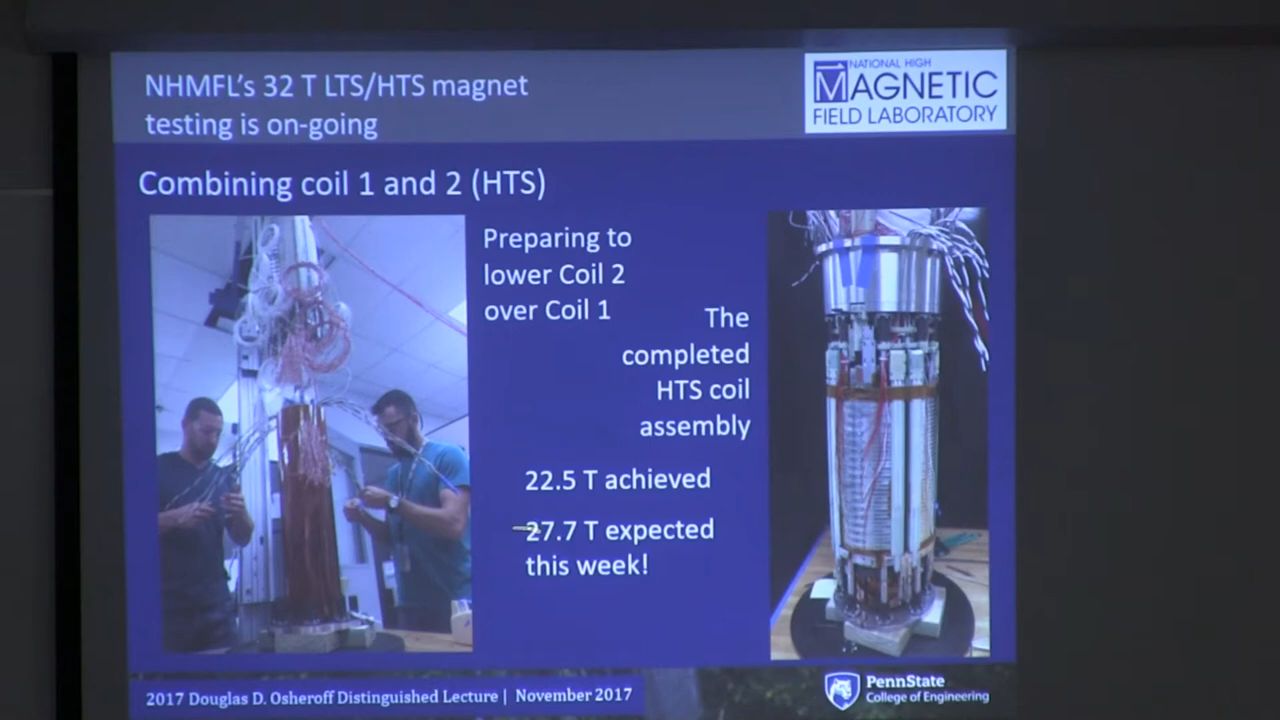 NHMFL's 32 T LTS/HTS magnet
testing is on-going
NATIONAL HIGH
MAGNETIC
FIELD LABORATORY
Combining coil 1 and 2 (HTS)
Preparing to
lower Coil 2
over Coil 1
The
completed
HTS coil
assembly
22.5 T achieved
27.7 T expected
this week!
2017 Douglas D. Osheroff Distinguished Lecture | November 2017
PennState
College of Engineering